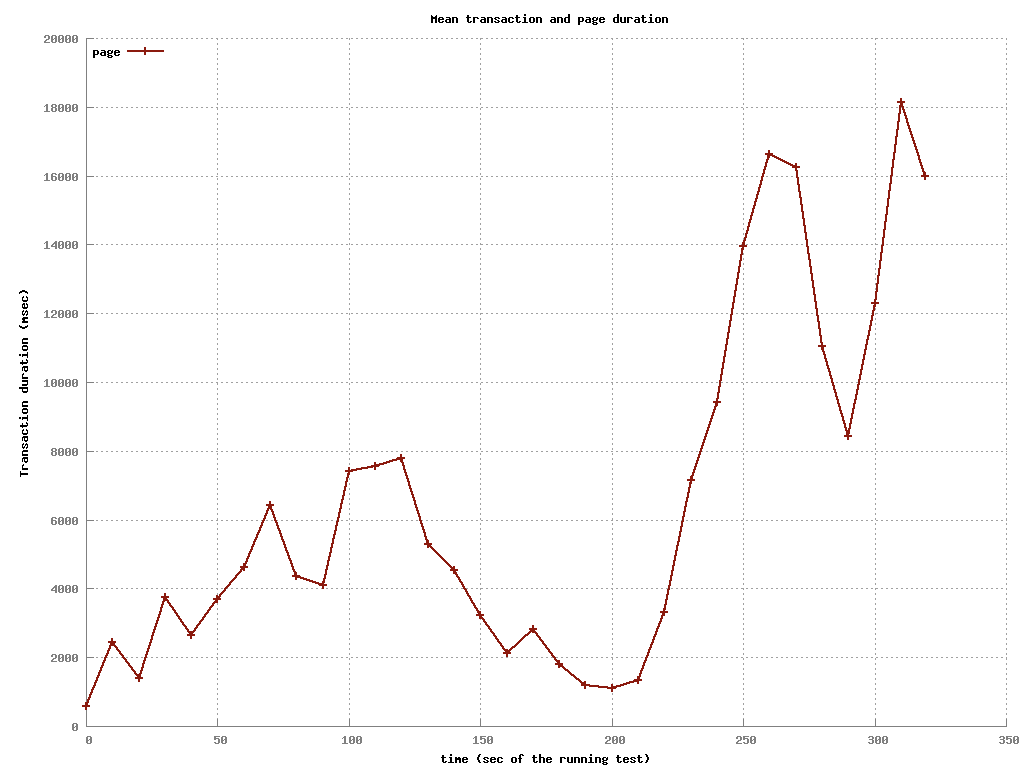 Mean transaction and page duration
page
20000
18000
16000
14000
12000
10000
8000
6000
4000
2000
0
Transaction duration (msec)
0 50 100 150 200 250 300 350
time (sec of the running test)